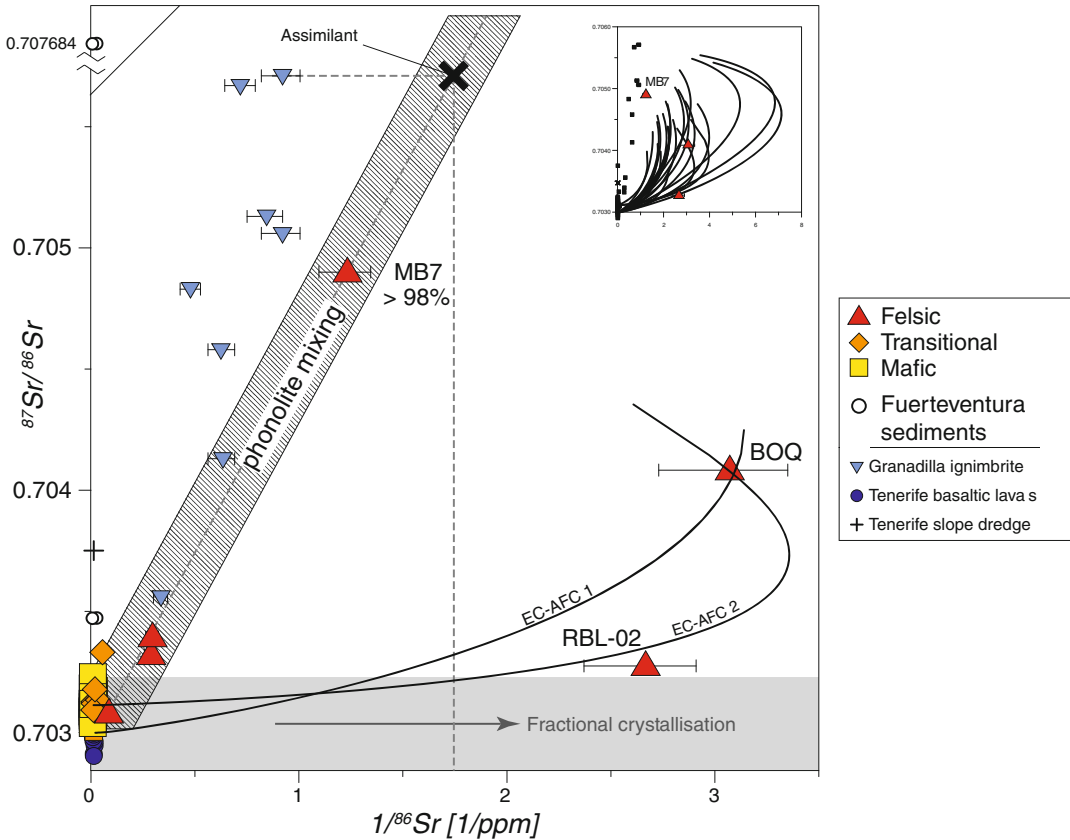 0.707684
Assimilant
0.7060
0.7050
0.7040
0.7030
0
2
4
6
8
MB7
0.705
0.704
0.703
87Sr/86Sr
MB7
> 98%
phonolite mixing
BOQ
EC-AFC 1
EC-AFC 2
RBL-02
Fractional crystallisation
0
1
2
3
1/86Sr [1/ppm]
Felsic
Transitional
Mafic
Fuerteventura
sediments
Granadilla ignimbrite
Tenerife basaltic lava s
Tenerife slope dredge